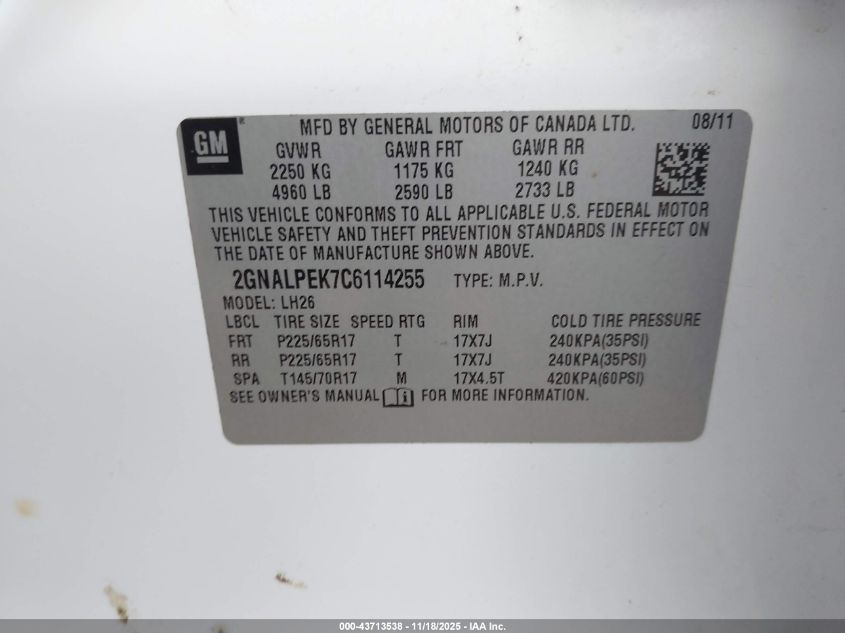 GM ® MFD BY GENERAL MOTORS OF CANADA LTD. 08/11
GVWR GAWR FRT GAWR RR
2250 KG 1175 KG 1240 KG
4960 LB 2590 LB 2733 LB
THIS VEHICLE CONFORMS TO ALL APPLICABLE U.S. FEDERAL MOTOR
VEHICLE SAFETY AND THEFT PREVENTION STANDARDS IN EFFECT ON
THE DATE OF MANUFACTURE SHOWN ABOVE.
2GNALPEK7C6114255 TYPE: M.P.V.
MODEL: LH26
LBCL TIRE SIZE SPEED RTG RIM COLD TIRE PRESSURE
FRT P225/65R17 T 17X7J 240KPA(35PSI)
RR P225/65R17 T 17X7J 240KPA(35PSI)
SPA T145/70R17 M 17X4.5T 420KPA(60PSI)
SEE OWNER'S MANUAL i FOR MORE INFORMATION.
000-43713538 - 11/18/2025 - IAA Inc.